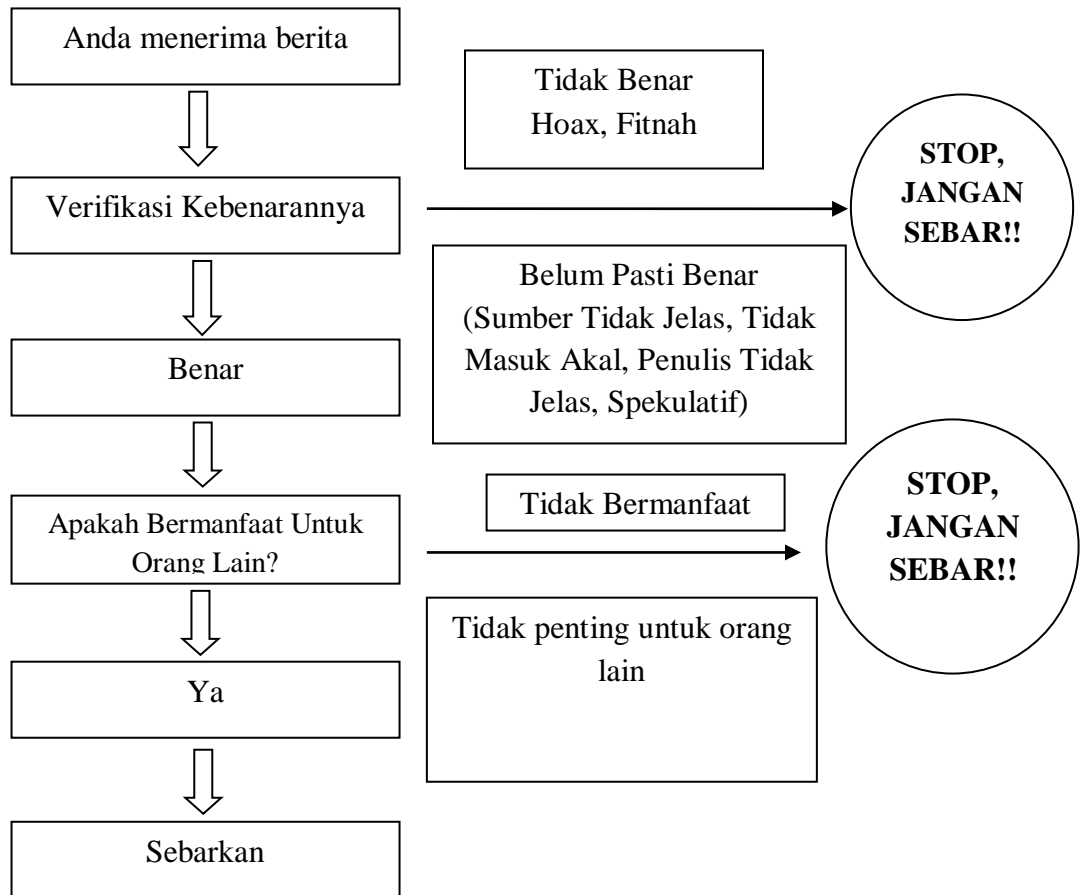 Anda menerima berita
Tidak Benar
Hoax, Fitnah
STOP,
JANGAN
SEBAR!!
Verifikasi Kebenarannya
Belum Pasti Benar
(Sumber Tidak Jelas, Tidak
Masuk Akal, Penulis Tidak
Jelas, Spekulatif)
Benar
Apakah Bermanfaat Untuk
Orang Lain?
Tidak Bermanfaat
STOP,
JANGAN
SEBAR!!
Tidak penting untuk orang
lain
Ya
Sebarkan